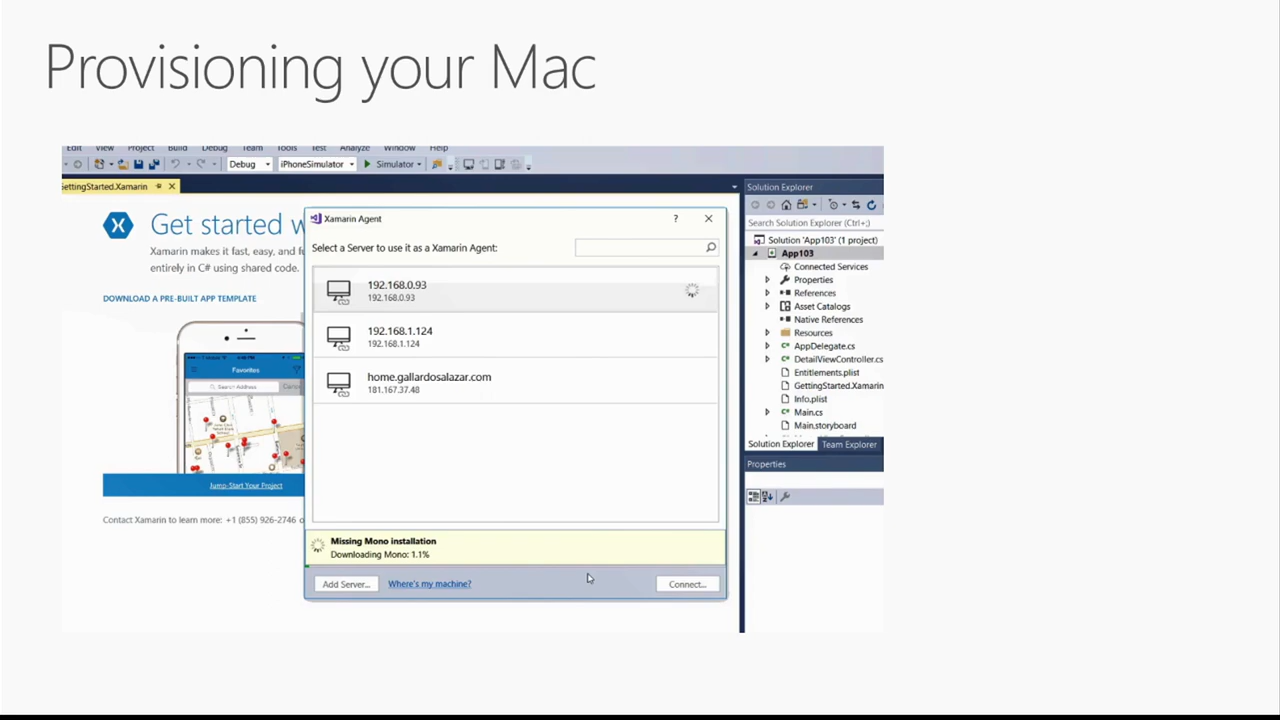 Provisioning your Mac
Edit View Project Build Debug Team Tools Test Analyze Window Help
Debug iPhoneSimulator Simulator
GettingStarted.Xamarin
Get started w
Xamarin makes it fast, easy, and f
entirely in C# using shared code.
DOWNLOAD A PRE-BUILT APP TEMPLATE
Favorites
Search Address
Jump-Start Your Project
Contact Xamarin to learn more: +1 (855) 926-2746 o
Xamarin Agent
Select a Server to use it as a Xamarin Agent:
192.168.0.93
192.168.0.93
192.168.1.124
192.168.1.124
home.gallardosalazar.com
181.167.37.48
Missing Mono installation
Downloading Mono: 1.1%
Add Server... Where's my machine? Connect...
Solution Explorer
Search Solution Explorer (Ctrl+;)
Solution 'App103' (1 project)
App103
Connected Services
Properties
References
Asset Catalogs
Native References
Resources
AppDelegate.cs
DetailViewController.cs
Entitlements.plist
GettingStarted.Xamarin
Info.plist
Main.cs
Main.storyboard
Solution Explorer Team Explorer
Properties